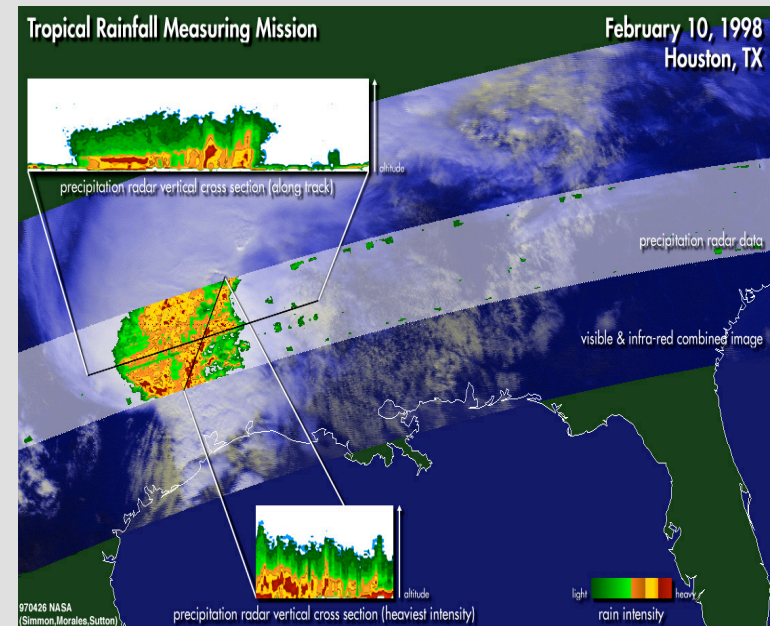 Tropical Rainfall Measuring Mission
February 10, 1998
Houston, TX
altitude
precipitation radar vertical cross section (along track)
precipitation radar data
visible & infra-red combined image
altitude
precipitation radar vertical cross section (heaviest intensity)
light
heavy
rain intensity
970426 NASA
(Simmon,Morales,Sutton)